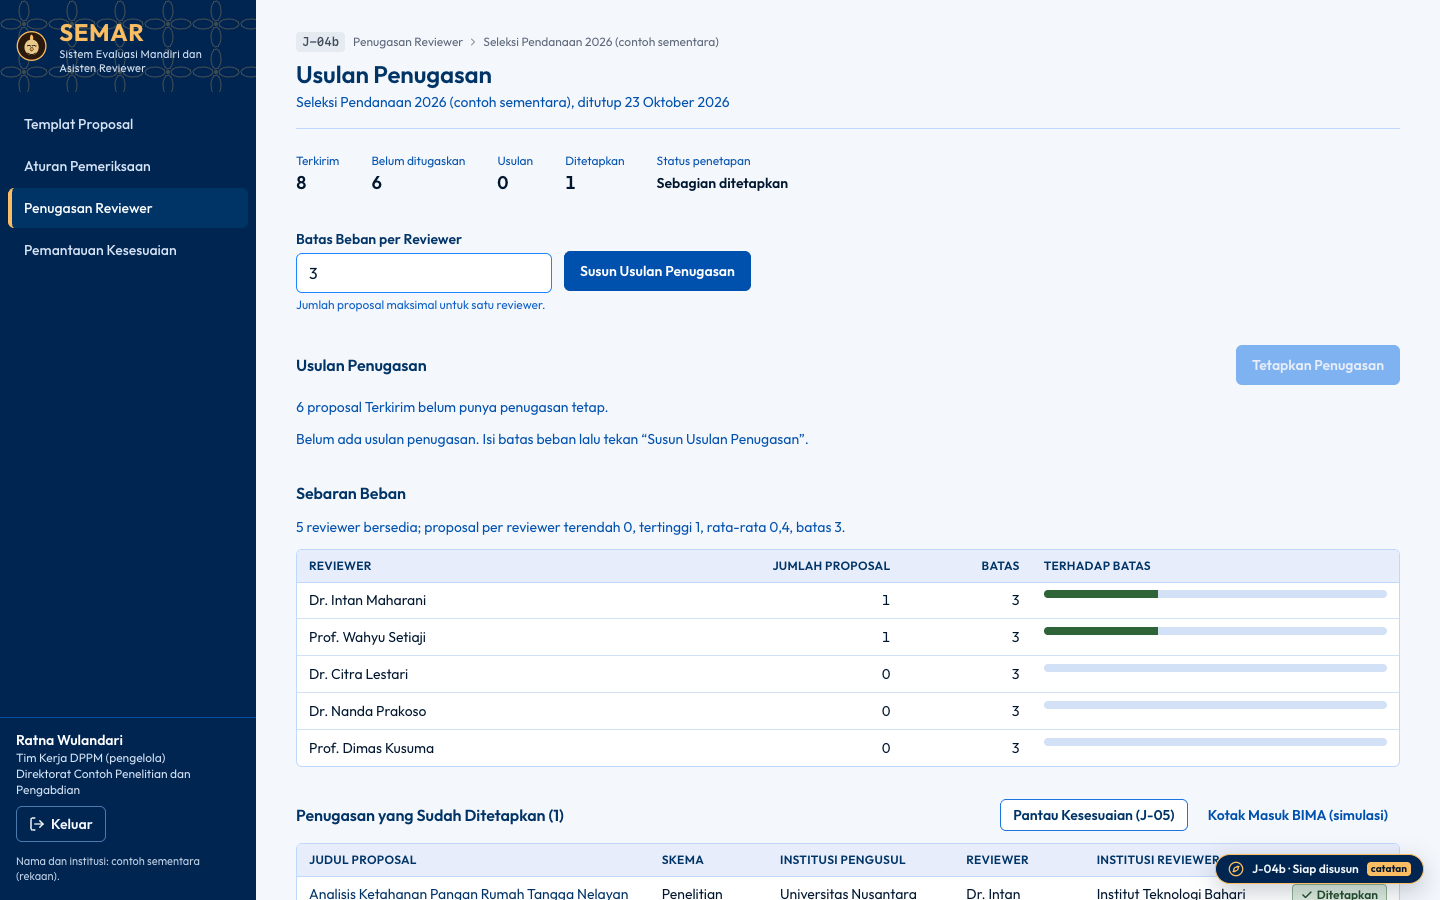 SEMAR
Sistem Evaluasi Mandiri dan
Asisten Reviewer
Templat Proposal
Aturan Pemeriksaan
Penugasan Reviewer
Pemantauan Kesesuaian
Ratna Wulandari
Tim Kerja DPPM (pengelola)
Direktorat Contoh Penelitian dan
Pengabdian
Keluar
Nama dan institusi: contoh sementara
(rekaan).
J-04b Penugasan Reviewer > Seleksi Pendanaan 2026 (contoh sementara)
Usulan Penugasan
Seleksi Pendanaan 2026 (contoh sementara), ditutup 23 Oktober 2026
Terkirim Belum ditugaskan Usulan Ditetapkan Status penetapan
8 6 0 1 Sebagian ditetapkan
Batas Beban per Reviewer
3 Susun Usulan Penugasan
Jumlah proposal maksimal untuk satu reviewer.
Usulan Penugasan Tetapkan Penugasan
6 proposal Terkirim belum punya penugasan tetap.
Belum ada usulan penugasan. Isi batas beban lalu tekan “Susun Usulan Penugasan”.
Sebaran Beban
5 reviewer bersedia; proposal per reviewer terendah 0, tertinggi 1, rata-rata 0,4, batas 3.
REVIEWER JUMLAH PROPOSAL BATAS TERHADAP BATAS
Dr. Intan Maharani 1 3
Prof. Wahyu Setiaji 1 3
Dr. Citra Lestari 0 3
Dr. Nanda Prakoso 0 3
Prof. Dimas Kusuma 0 3
Penugasan yang Sudah Ditetapkan (1) Pantau Kesesuaian (J-05) Kotak Masuk BIMA (simulasi)
JUDUL PROPOSAL SKEMA INSTITUSI PENGUSUL REVIEWER INSTITUSI REVIEWER
J-04b · Siap disusun catatan
Analisis Ketahanan Pangan Rumah Tangga Nelayan Penelitian Universitas Nusantara Dr. Intan Institut Teknologi Bahari Ditetapkan